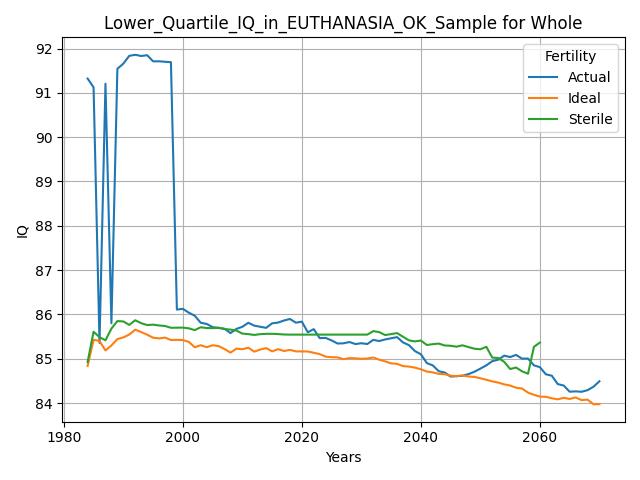 Lower_Quartile_IQ_in_EUTHANASIA_OK_Sample for Whole
Fertility
Actual
Ideal
Sterile
92
91
90
89
88
87
86
85
84
IQ
1980
2000
2020
2040
2060
Years